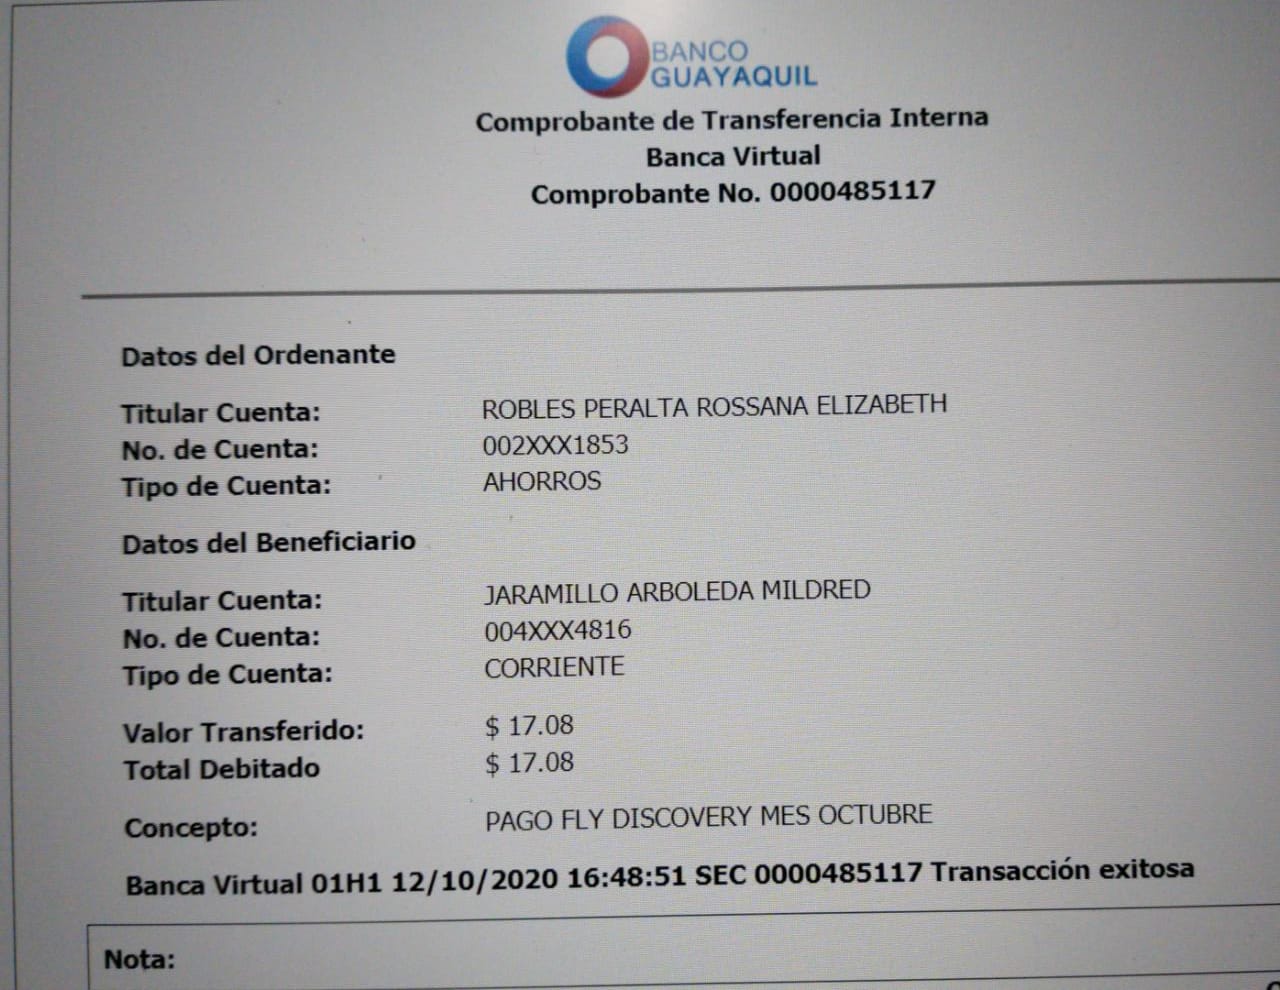 BANCO
GUAYAQUIL
Comprobante de Transferencia Interna
Banca Virtual
Comprobante No. 0000485117
Datos del Ordenante
Titular Cuenta: ROBLES PERALTA ROSSANA ELIZABETH
No. de Cuenta: 002XXX1853
Tipo de Cuenta: AHORROS
Datos del Beneficiario
Titular Cuenta: JARAMILLO ARBOLEDA MILDRED
No. de Cuenta: 004XXX4816
Tipo de Cuenta: CORRIENTE
Valor Transferido: $ 17.08
Total Debitado $ 17.08
Concepto: PAGO FLY DISCOVERY MES OCTUBRE
Banca Virtual 01H1 12/10/2020 16:48:51 SEC 0000485117 Transacción exitosa
Nota: